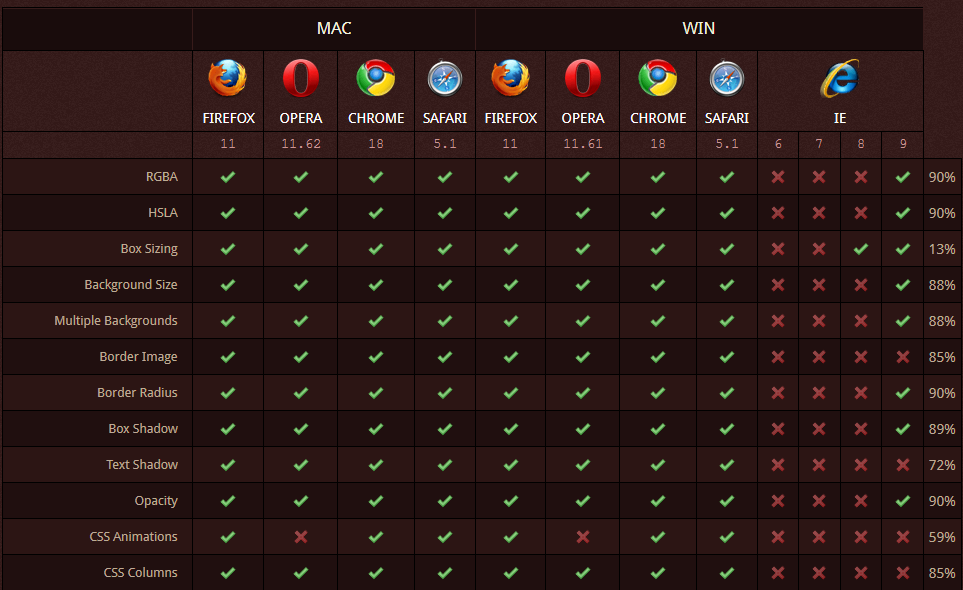 MAC WIN
FIREFOX OPERA CHROME SAFARI FIREFOX OPERA CHROME SAFARI IE
11 11.62 18 5.1 11 11.61 18 5.1 6 7 8 9
RGBA 90%
HSLA 90%
Box Sizing 13%
Background Size 88%
Multiple Backgrounds 88%
Border Image 85%
Border Radius 90%
Box Shadow 89%
Text Shadow 72%
Opacity 90%
CSS Animations 59%
CSS Columns 85%